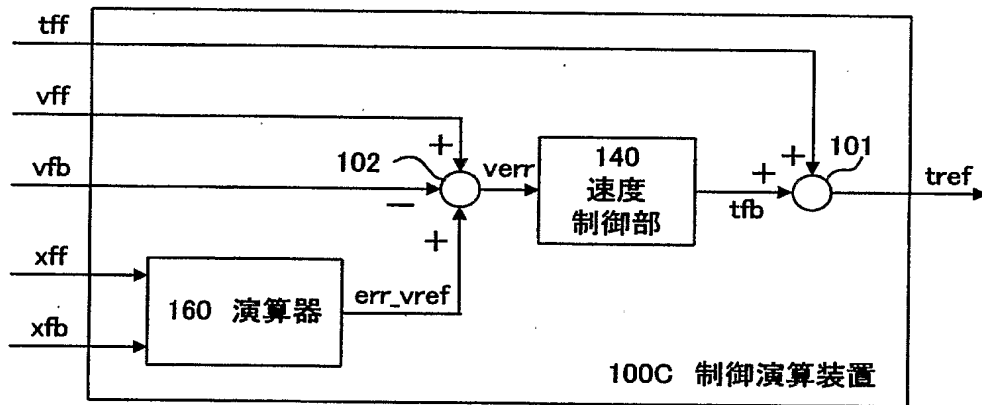 tff
vff
vfb
xff
xfb
102
+
−
+
verr
140
速度
制御部
tfb
+
+
101
tref
160 演算器
err_vref
100C 制御演算装置